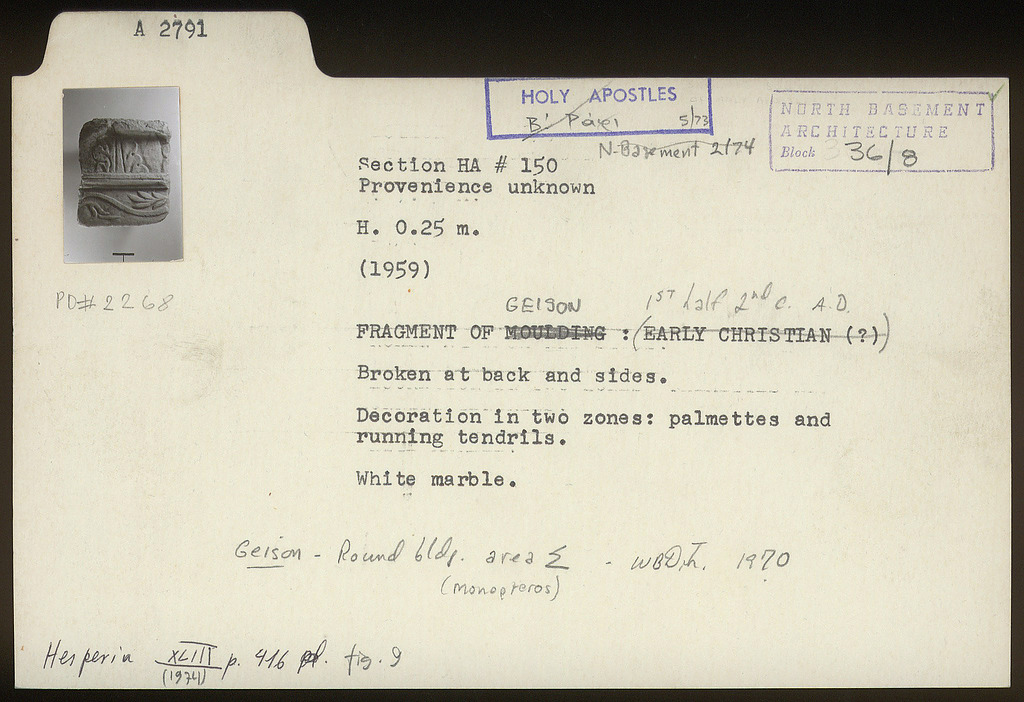 A 2791
HOLY APOSTLES
B' Ράφι 5/73
N-Basement 2/74
NORTH BASEMENT
ARCHITECTURE
Block 36/8
Section HA # 150
Provenience unknown
H. 0.25 m.
(1959)
PD# 2268
GEISON 1ST half 2nd c. A.D.
FRAGMENT OF MOULDING : (EARLY CHRISTIAN (?))
Broken at back and sides.
Decoration in two zones: palmettes and
running tendrils.
White marble.
Geison - Round bldg. area Σ - WBD,Jr. 1970
(Monopteros)
Hesperia XLIII (1974) p. 416 fig. 9